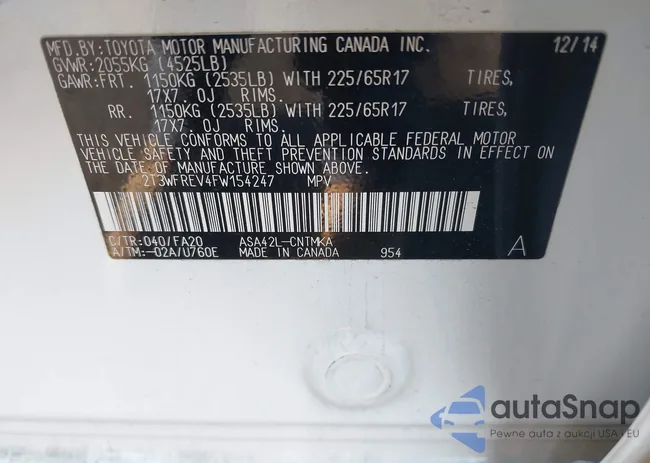 MFD.BY:TOYOTA MOTOR MANUFACTURING CANADA INC. 12/14
GVWR:2055KG (4525LB)
GAWR:FRT. 1150KG (2535LB) WITH 225/65R17 TIRES,
17X7.0J RIMS.
RR. 1150KG (2535LB) WITH 225/65R17 TIRES,
17X7.0J RIMS.
THIS VEHICLE CONFORMS TO ALL APPLICABLE FEDERAL MOTOR
VEHICLE SAFETY AND THEFT PREVENTION STANDARDS IN EFFECT ON
THE DATE OF MANUFACTURE SHOWN ABOVE.
2T3WFREV4FW154247 MPV
C/TR:040/FA20 ASA42L-CNTMKA A
A/TM:-02A/U760E MADE IN CANADA 954
autaSnap
Pewne auta z aukcji USA i EU